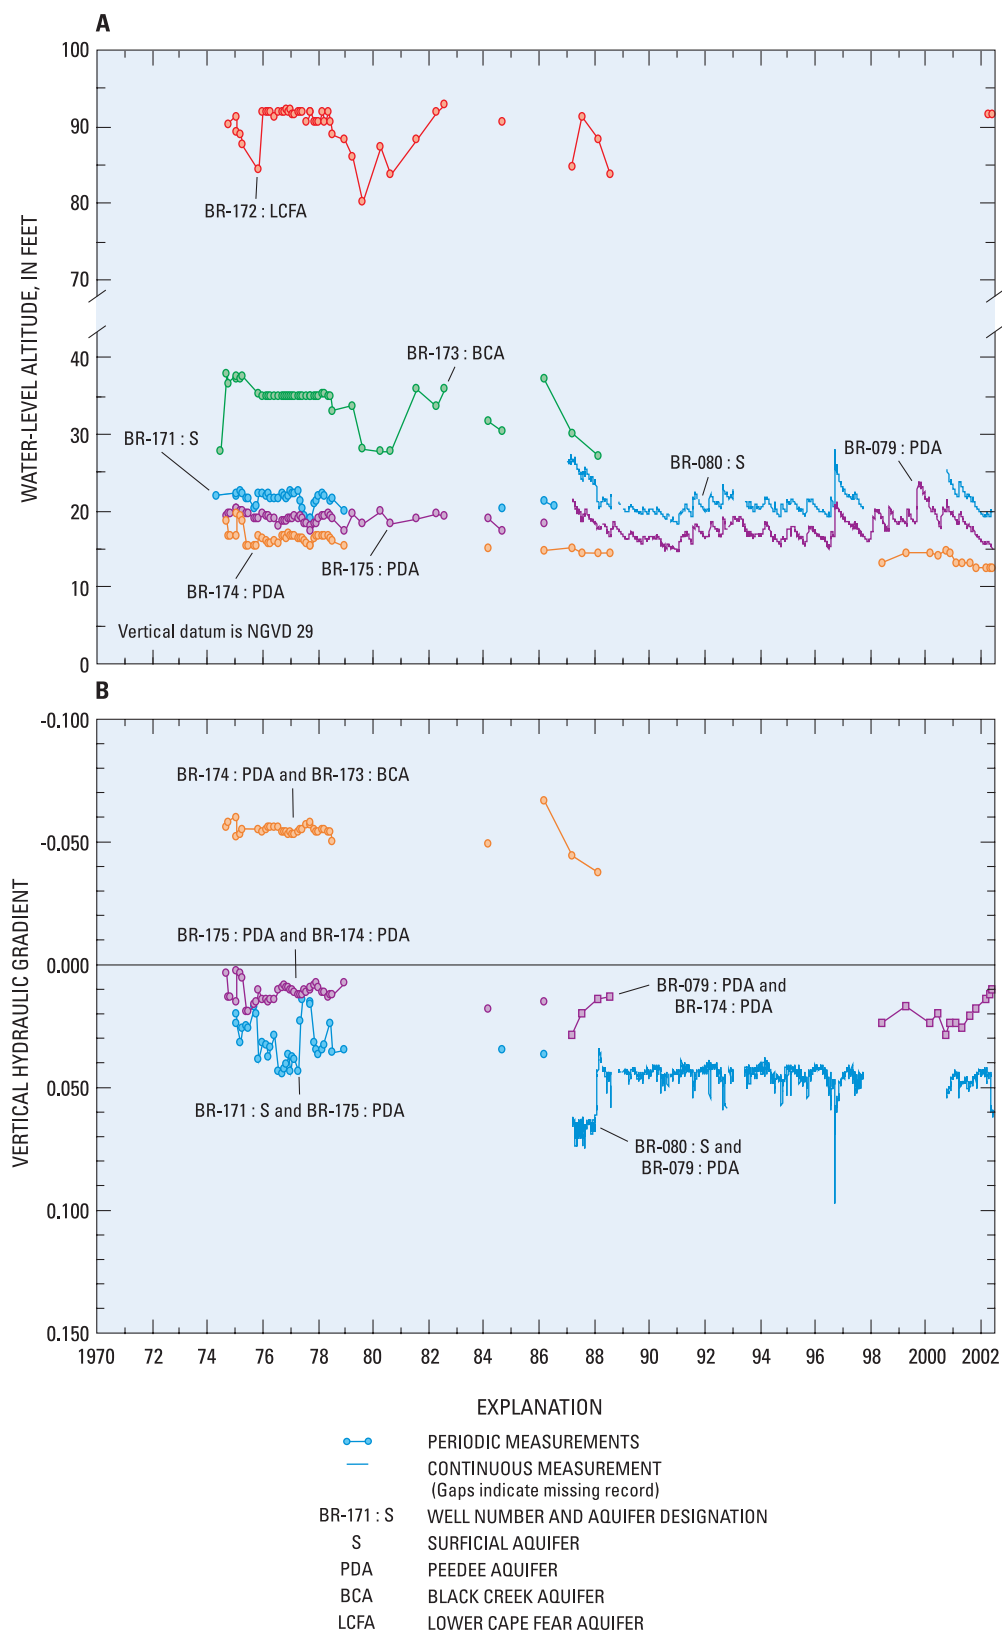 A
100
90
80
70
40
30
20
10
0
WATER-LEVEL ALTITUDE, IN FEET
BR-172 : LCFA
BR-173 : BCA
BR-171 : S
BR-079 : PDA
BR-080 : S
BR-175 : PDA
BR-174 : PDA
Vertical datum is NGVD 29
B
-0.100
-0.050
0.000
0.050
0.100
0.150
VERTICAL HYDRAULIC GRADIENT
BR-174 : PDA and BR-173 : BCA
BR-175 : PDA and BR-174 : PDA
BR-079 : PDA and
BR-174 : PDA
BR-171 : S and BR-175 : PDA
BR-080 : S and
BR-079 : PDA
1970 72 74 76 78 80 82 84 86 88 90 92 94 96 98 2000 2002
EXPLANATION
PERIODIC MEASUREMENTS
CONTINUOUS MEASUREMENT
(Gaps indicate missing record)
BR-171 : S WELL NUMBER AND AQUIFER DESIGNATION
S SURFICIAL AQUIFER
PDA PEEDEE AQUIFER
BCA BLACK CREEK AQUIFER
LCFA LOWER CAPE FEAR AQUIFER